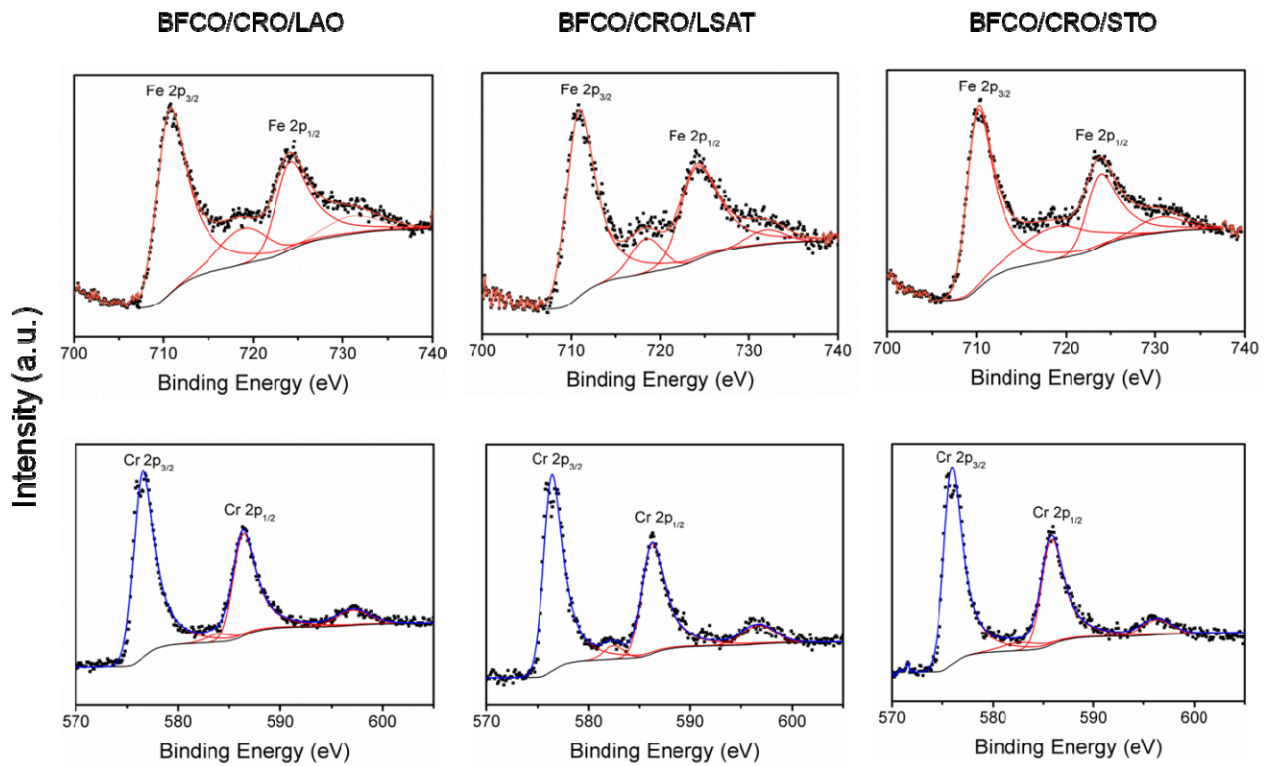 BFCO/CRO/LAO
BFCO/CRO/LSAT
BFCO/CRO/STO
Intensity (a.u.)
Fe 2p3/2
Fe 2p1/2
700 710 720 730 740
Binding Energy (eV)
Fe 2p3/2
Fe 2p1/2
700 710 720 730 740
Binding Energy (eV)
Fe 2p3/2
Fe 2p1/2
700 710 720 730 740
Binding Energy (eV)
Cr 2p3/2
Cr 2p1/2
570 580 590 600
Binding Energy (eV)
Cr 2p3/2
Cr 2p1/2
570 580 590 600
Binding Energy (eV)
Cr 2p3/2
Cr 2p1/2
570 580 590 600
Binding Energy (eV)